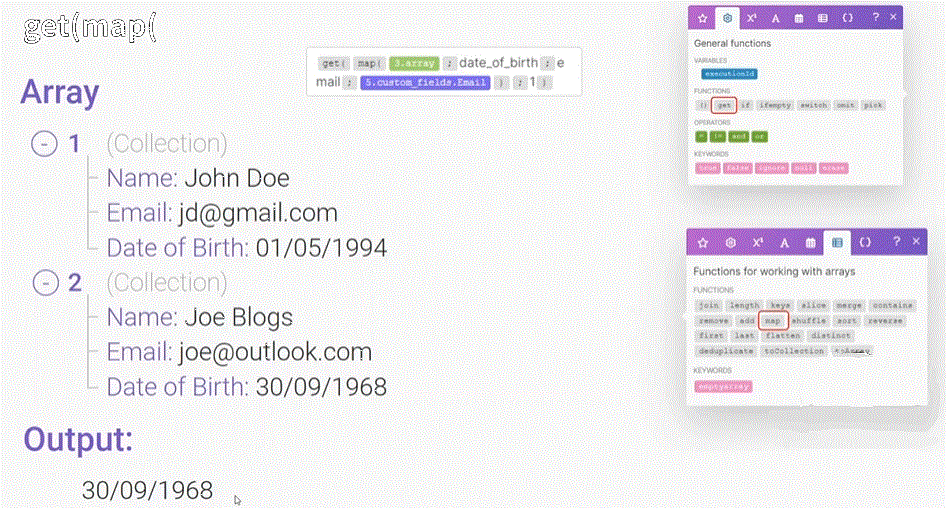 get(map(
get( map( 3.array ; date_of_birth ; e
mail ; 5.custom_fields.Email ) ; 1 )
Array
- 1 (Collection)
Name: John Doe
Email: jd@gmail.com
Date of Birth: 01/05/1994
- 2 (Collection)
Name: Joe Blogs
Email: joe@outlook.com
Date of Birth: 30/09/1968
Output:
30/09/1968
A ? ×
General functions
VARIABLES
executionId
FUNCTIONS
() get if ifempty switch omit pick
OPERATORS
= != and or
KEYWORDS
true false ignore null erase
A ? ×
Functions for working with arrays
FUNCTIONS
join length keys slice merge contains
remove add map shuffle sort reverse
first last flatten distinct
deduplicate toCollection toArray
KEYWORDS
emptyarray